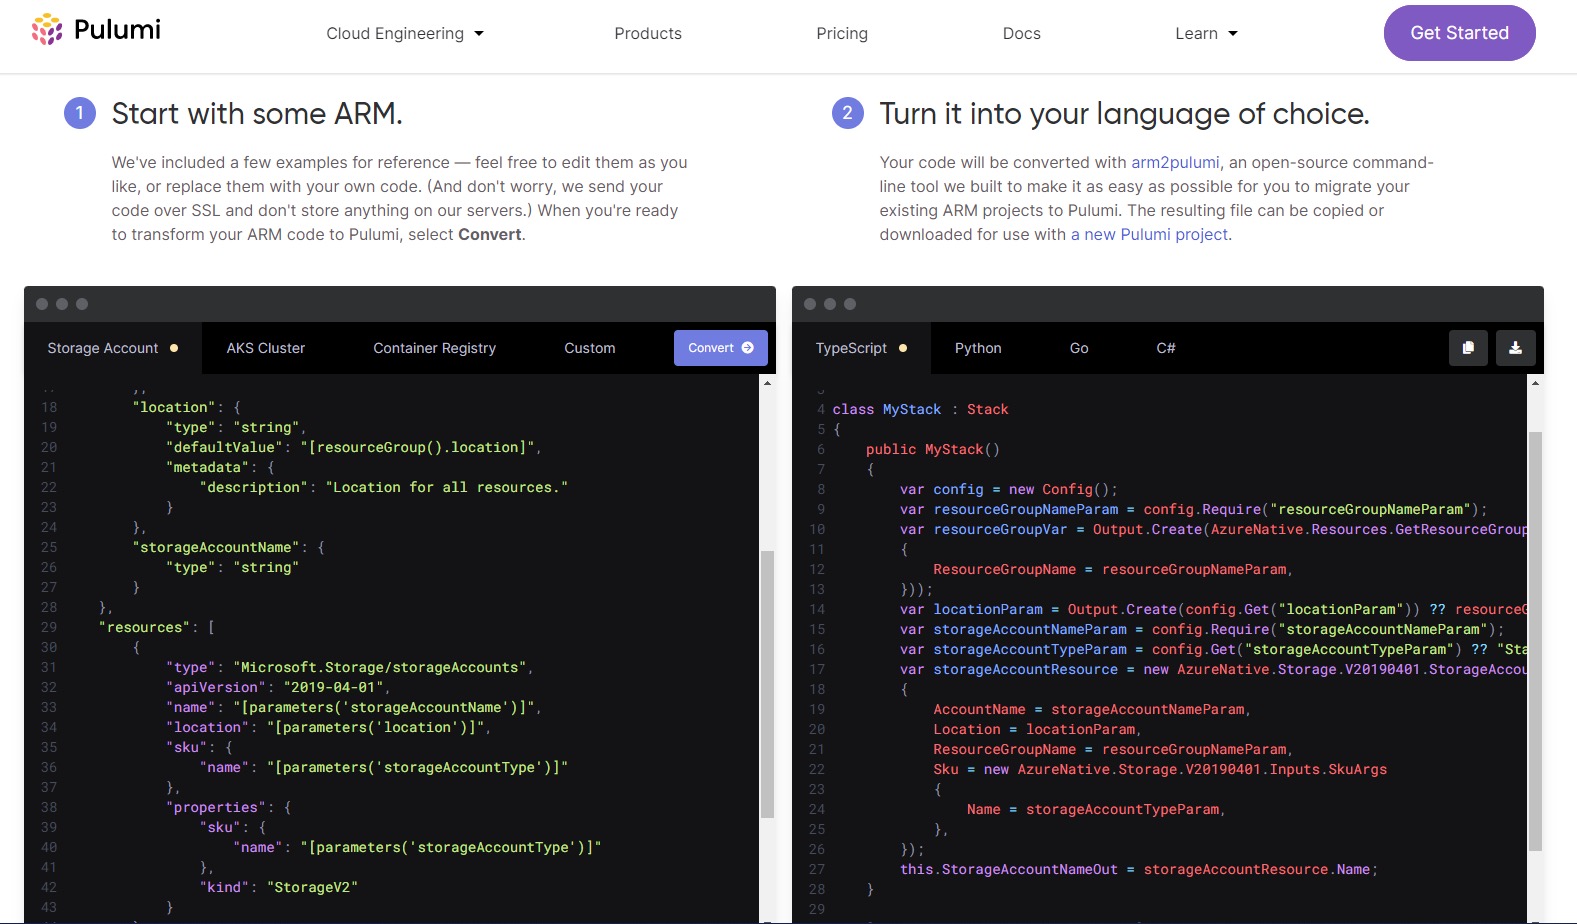 Pulumi
Cloud Engineering
Products
Pricing
Docs
Learn
Get Started
1 Start with some ARM.
We've included a few examples for reference — feel free to edit them as you
like, or replace them with your own code. (And don't worry, we send your
code over SSL and don't store anything on our servers.) When you're ready
to transform your ARM code to Pulumi, select Convert.
2 Turn it into your language of choice.
Your code will be converted with arm2pulumi, an open-source command-
line tool we built to make it as easy as possible for you to migrate your
existing ARM projects to Pulumi. The resulting file can be copied or
downloaded for use with a new Pulumi project.
Storage Account
AKS Cluster
Container Registry
Custom
Convert
18 "location": {
19 "type": "string",
20 "defaultValue": "[resourceGroup().location]",
21 "metadata": {
22 "description": "Location for all resources."
23 }
24 },
25 "storageAccountName": {
26 "type": "string"
27 }
28 },
29 "resources": [
30 {
31 "type": "Microsoft.Storage/storageAccounts",
32 "apiVersion": "2019-04-01",
33 "name": "[parameters('storageAccountName')]",
34 "location": "[parameters('location')]",
35 "sku": {
36 "name": "[parameters('storageAccountType')]"
37 },
38 "properties": {
39 "sku": {
40 "name": "[parameters('storageAccountType')]"
41 },
42 "kind": "StorageV2"
43 }
TypeScript
Python
Go
C#
4 class MyStack : Stack
5 {
6 public MyStack()
7 {
8 var config = new Config();
9 var resourceGroupNameParam = config.Require("resourceGroupNameParam");
10 var resourceGroupVar = Output.Create(AzureNative.Resources.GetResourceGroup
11 {
12 ResourceGroupName = resourceGroupNameParam,
13 }));
14 var locationParam = Output.Create(config.Get("locationParam")) ?? resourceG
15 var storageAccountNameParam = config.Require("storageAccountNameParam");
16 var storageAccountTypeParam = config.Get("storageAccountTypeParam") ?? "Sta
17 var storageAccountResource = new AzureNative.Storage.V20190401.StorageAccou
18 {
19 AccountName = storageAccountNameParam,
20 Location = locationParam,
21 ResourceGroupName = resourceGroupNameParam,
22 Sku = new AzureNative.Storage.V20190401.Inputs.SkuArgs
23 {
24 Name = storageAccountTypeParam,
25 },
26 });
27 this.StorageAccountNameOut = storageAccountResource.Name;
28 }
29